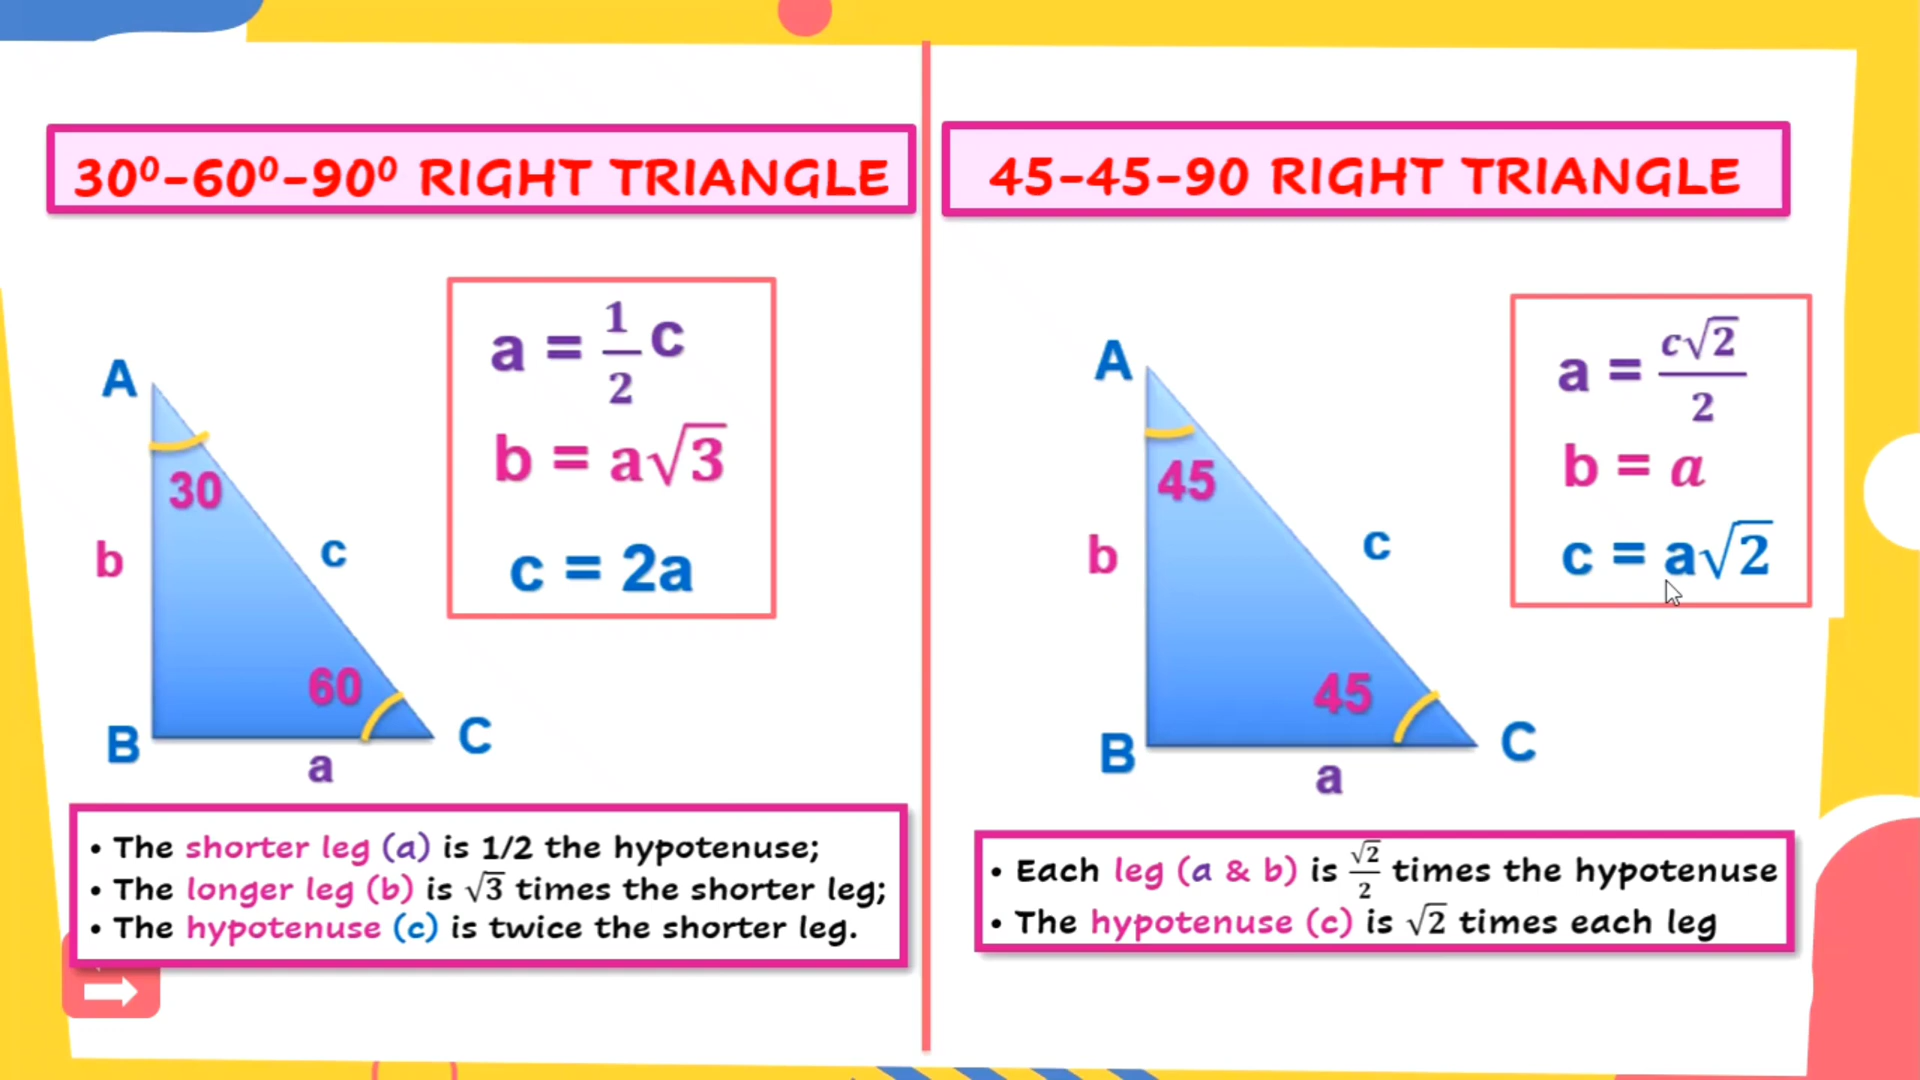 30⁰-60⁰-90⁰ RIGHT TRIANGLE
A
30
b
c
60
B
C
a
a = 1/2 c
b = a√3
c = 2a
• The shorter leg (a) is 1/2 the hypotenuse;
• The longer leg (b) is √3 times the shorter leg;
• The hypotenuse (c) is twice the shorter leg.
45-45-90 RIGHT TRIANGLE
A
45
b
c
45
B
C
a
a = c√2/2
b = a
c = a√2
• Each leg (a & b) is √2/2 times the hypotenuse
• The hypotenuse (c) is √2 times each leg